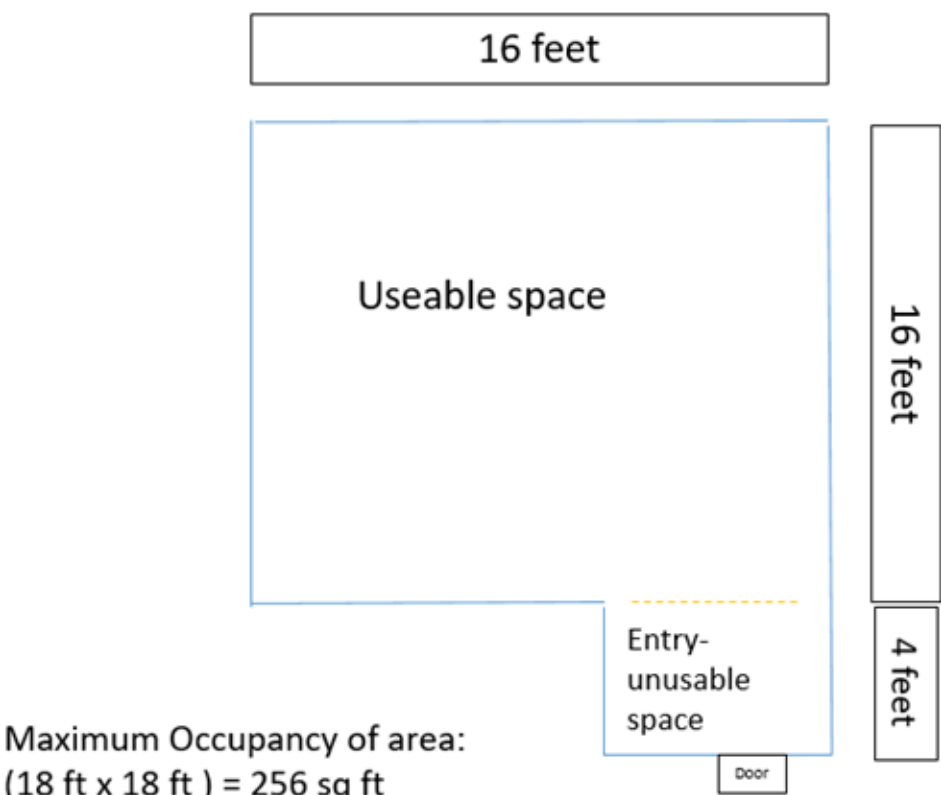 16 feet
Useable space
16 feet
Entry-
unusable
space
4 feet
Maximum Occupancy of area:
(18 ft x 18 ft ) = 256 sq ft
Door